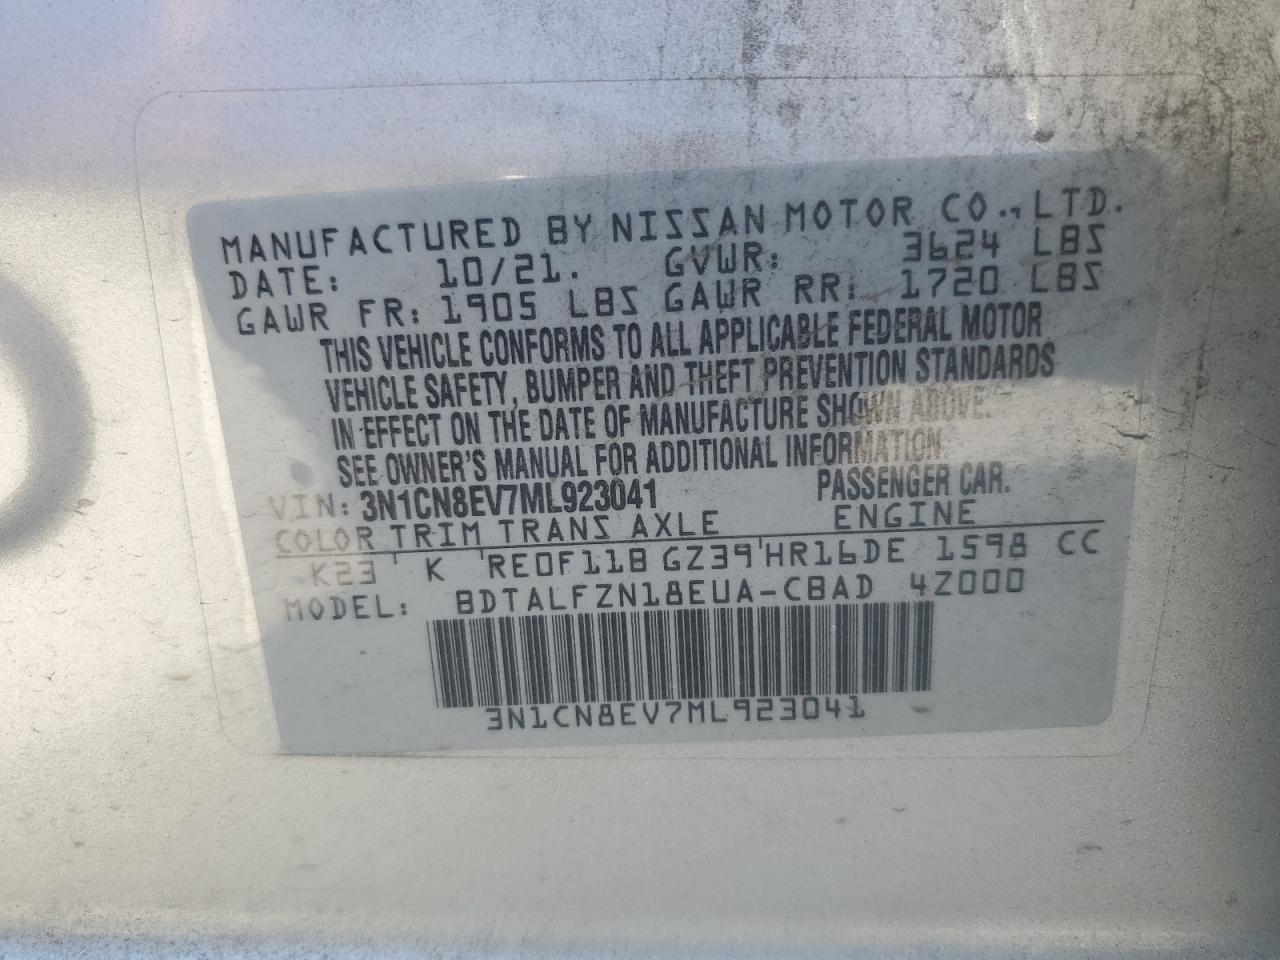 MANUFACTURED BY NISSAN MOTOR CO., LTD.
DATE: 10/21. GVWR: 3624 LBS
GAWR FR: 1905 LBS GAWR RR: 1720 LBS
THIS VEHICLE CONFORMS TO ALL APPLICABLE FEDERAL MOTOR
VEHICLE SAFETY, BUMPER AND THEFT PREVENTION STANDARDS
IN EFFECT ON THE DATE OF MANUFACTURE SHOWN ABOVE.
SEE OWNER'S MANUAL FOR ADDITIONAL INFORMATION.
VIN: 3N1CN8EV7ML923041 PASSENGER CAR.
COLOR TRIM TRANS AXLE ENGINE
K23 K RE0F11B GZ39 HR16DE 1598 CC
MODEL: BDTALFZN18EUA-CBAD 4Z000
3N1CN8EV7ML923041